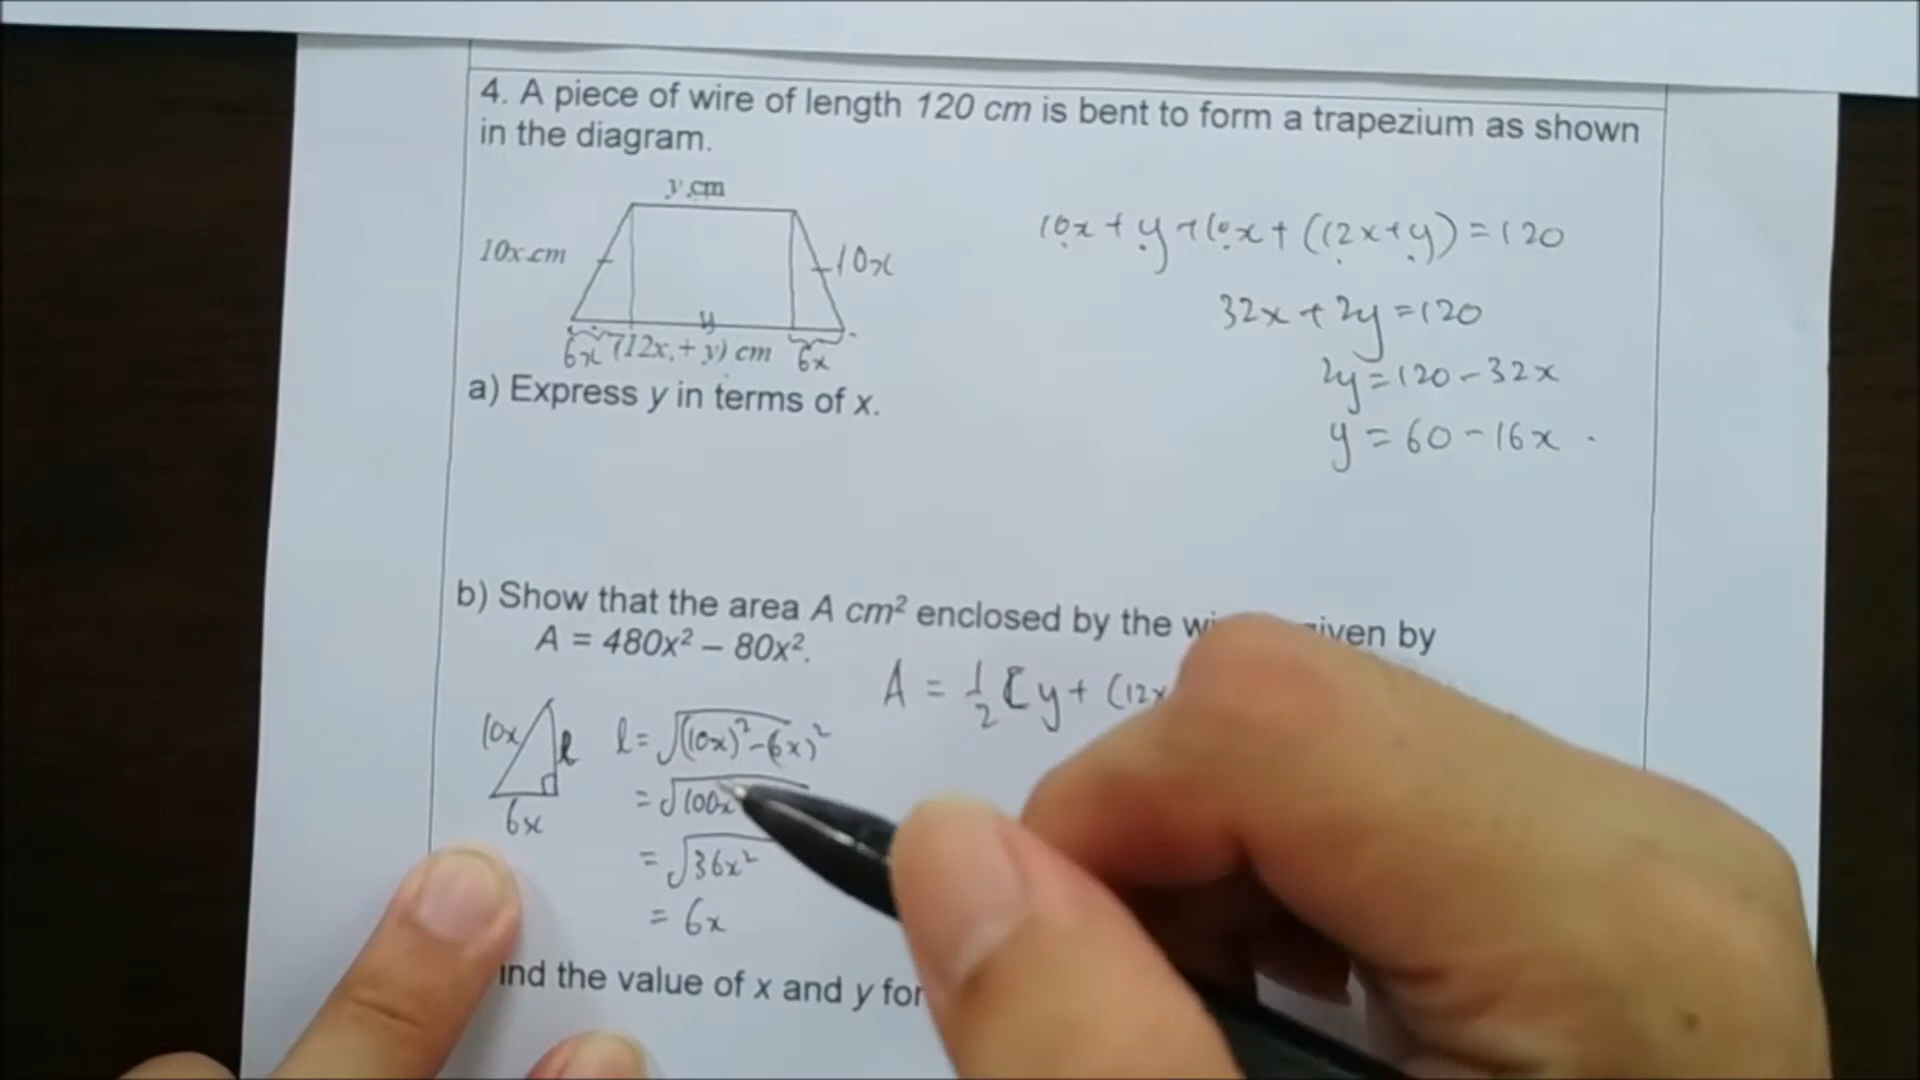 4. A piece of wire of length 120 cm is bent to form a trapezium as shown
in the diagram.
y cm
10x cm
10x
y
6x (12x + y) cm 6x
10x + y + 10x + (12x+y) = 120
32x + 2y = 120
2y = 120 - 32x
y = 60 - 16x
a) Express y in terms of x.
b) Show that the area A cm² enclosed by the given by
A = 480x² – 80x².
A = 1/2 [y + (12x
10x
l
6x
l = √(10x)² - 6x)²
= √100x
= √36x²
= 6x
ind the value of x and y for